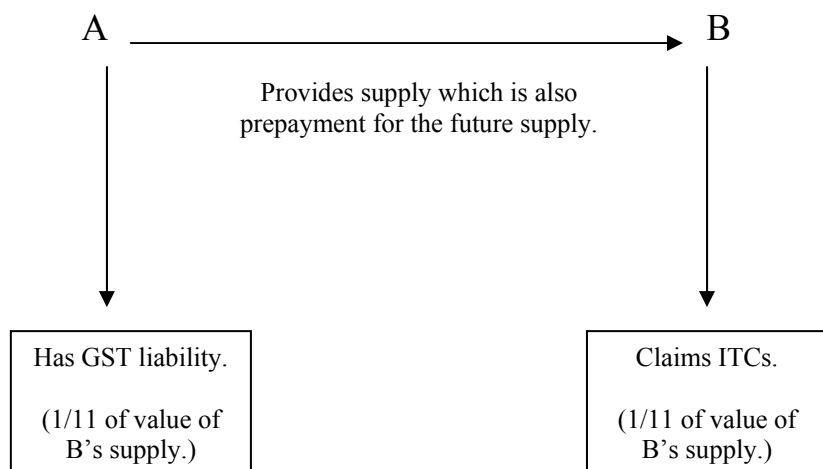 A B
Provides supply which is also
prepayment for the future supply.
Has GST liability.
(1/11 of value of
B's supply.)
Claims ITCs.
(1/11 of value of
B's supply.)